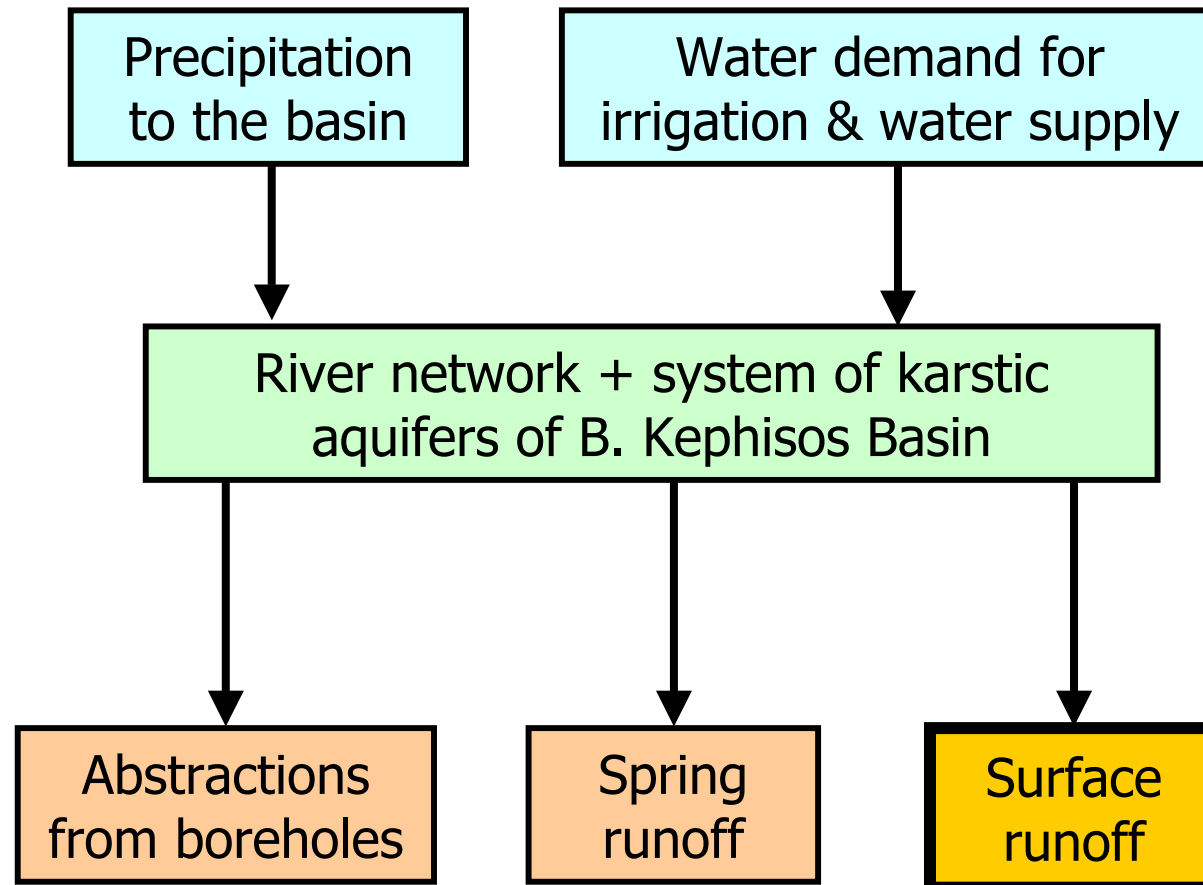 Precipitation
to the basin
Water demand for
irrigation & water supply
River network + system of karstic
aquifers of B. Kephisos Basin
Abstractions
from boreholes
Spring
runoff
Surface
runoff